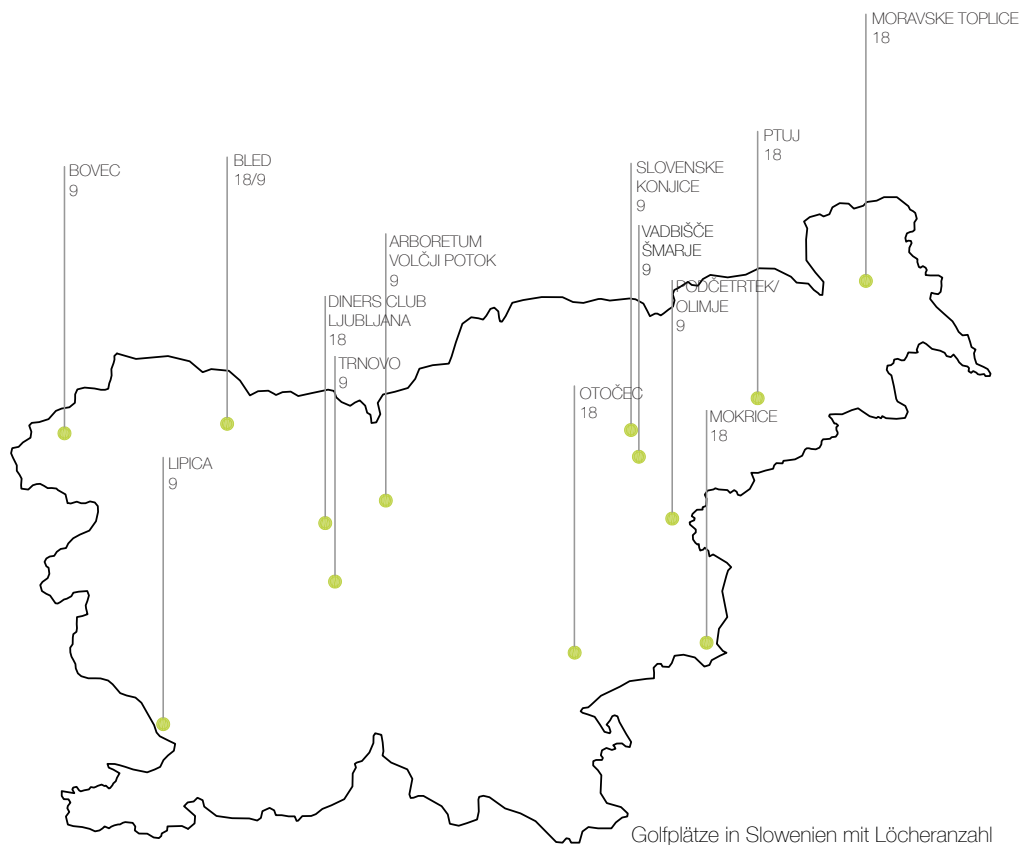 MORAVSKE TOPLICE
18
PTUJ
18
BLED
18/9
SLOVENSKE
KONJICE
9
BOVEC
9
VADBIŠČE
ŠMARJE
9
ARBORETUM
VOLČJI POTOK
9
PODČETRTEK/
OLIMJE
9
DINERS CLUB
LJUBLJANA
18
TRNOVO
9
OTOČEC
18
MOKRICE
18
LIPICA
9
Golfplätze in Slowenien mit Löcheranzahl